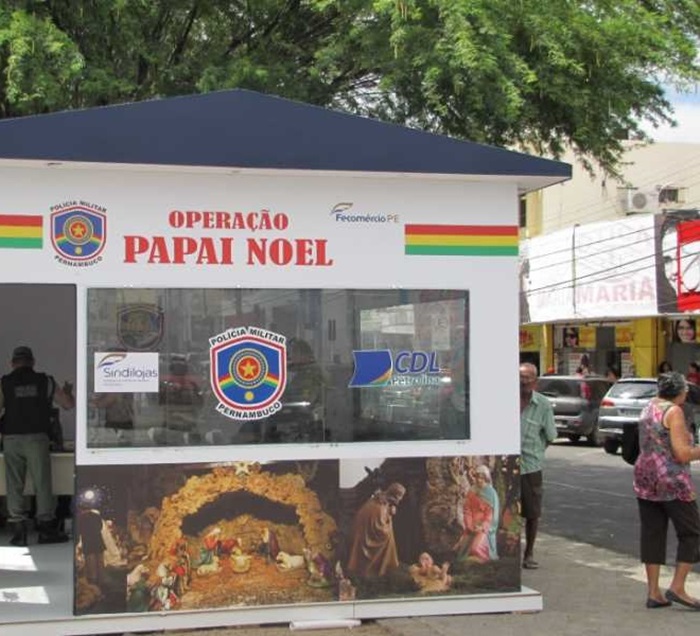 POLÍCIA MILITAR
PERNAMBUCO
OPERAÇÃO
PAPAI NOEL
Fecomércio PE
Sindilojas
POLÍCIA MILITAR
PERNAMBUCO
CDL
Petrolina
MARIA